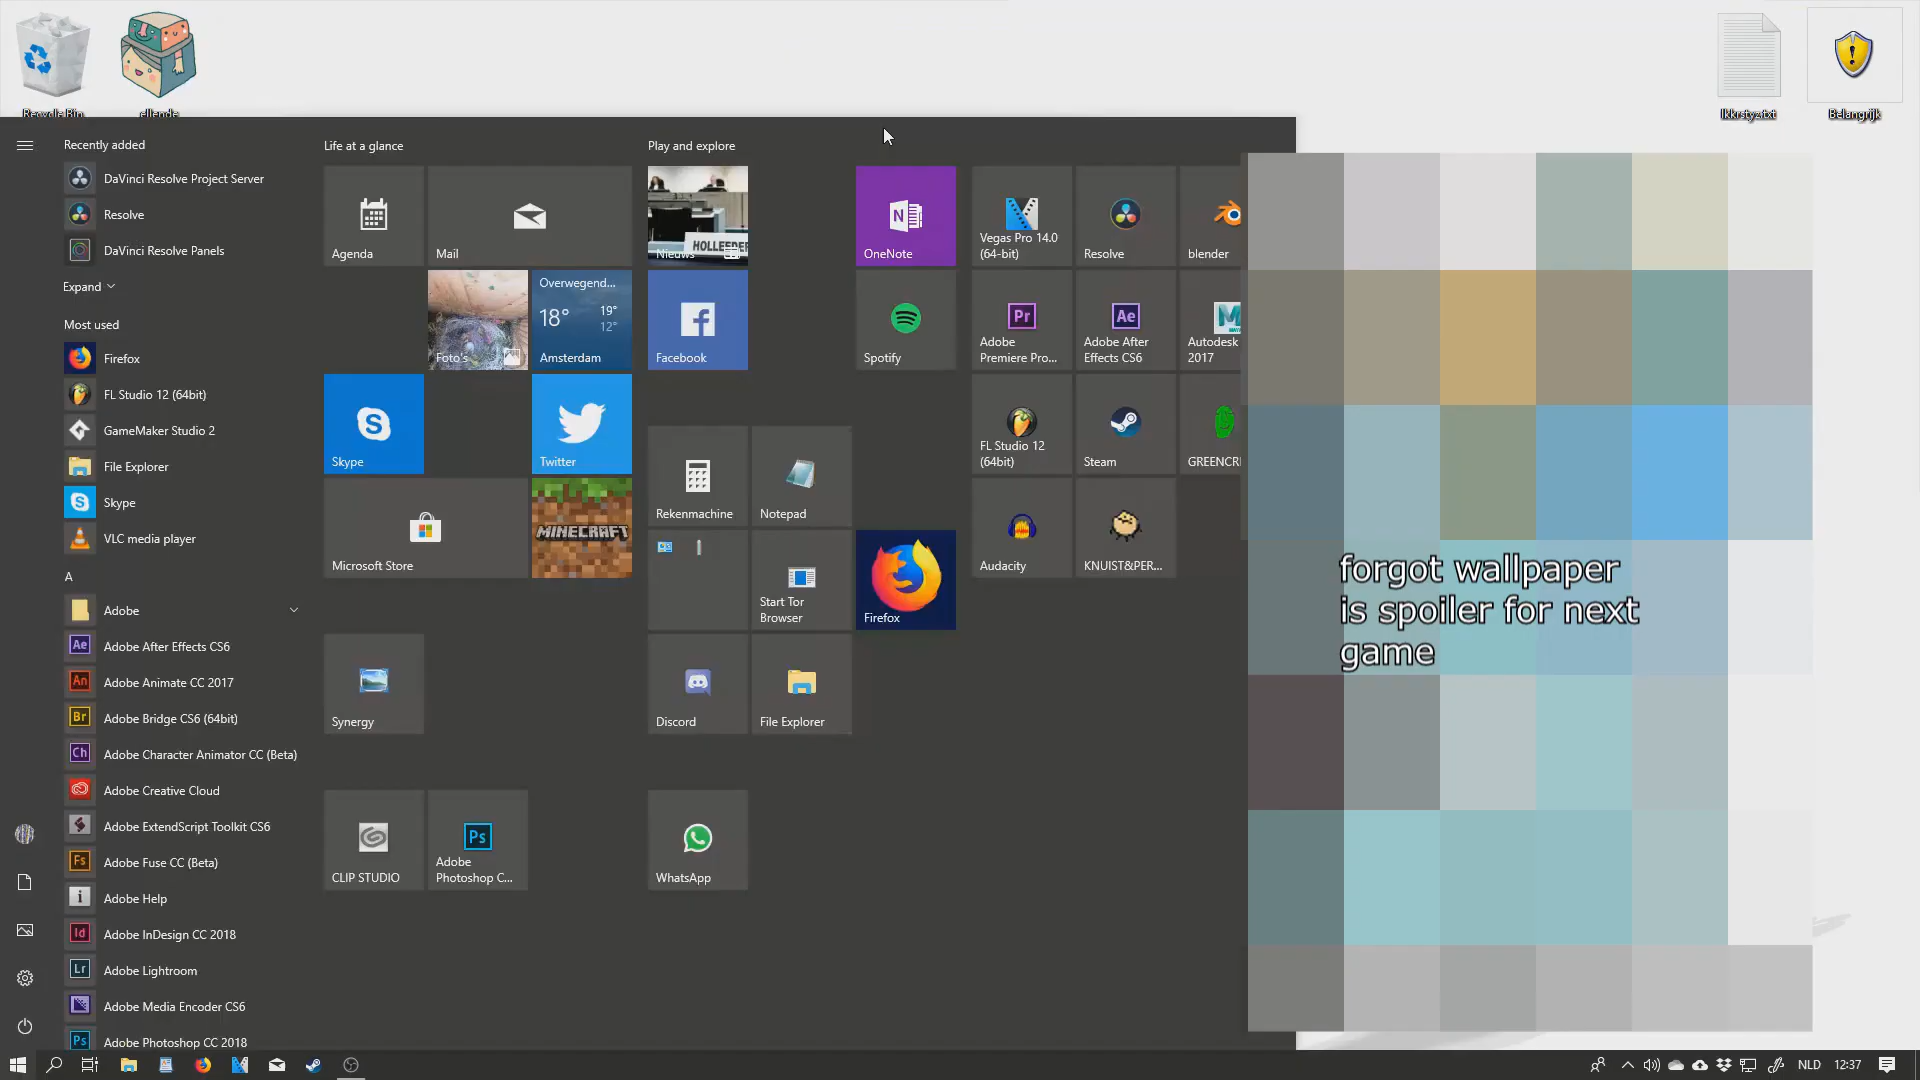 Recycle Bin
ellende
lkkrstyz.txt
Belangrijk
Recently added
DaVinci Resolve Project Server
Resolve
DaVinci Resolve Panels
Expand
Most used
Firefox
FL Studio 12 (64bit)
GameMaker Studio 2
File Explorer
Skype
VLC media player
A
Adobe
Adobe After Effects CS6
Adobe Animate CC 2017
Adobe Bridge CS6 (64bit)
Adobe Character Animator CC (Beta)
Adobe Creative Cloud
Adobe ExtendScript Toolkit CS6
Adobe Fuse CC (Beta)
Adobe Help
Adobe InDesign CC 2018
Adobe Lightroom
Adobe Media Encoder CS6
Adobe Photoshop CC 2018
Life at a glance
Agenda
Mail
Foto's
Overwegend...
18° 19°
12°
Amsterdam
Skype
Twitter
Microsoft Store
MINECRAFT
Synergy
CLIP STUDIO
Adobe
Photoshop C...
Play and explore
HOLLEEDER
Nieuws
OneNote
Facebook
Spotify
Rekenmachine
Notepad
Start Tor
Browser
Firefox
Discord
File Explorer
WhatsApp
Vegas Pro 14.0
(64-bit)
Resolve
blender
Adobe
Premiere Pro...
Adobe After
Effects CS6
Autodesk
2017
FL Studio 12
(64bit)
Steam
GREENCR
Audacity
KNUIST&PER...
forgot wallpaper
is spoiler for next
game
NLD
12:37